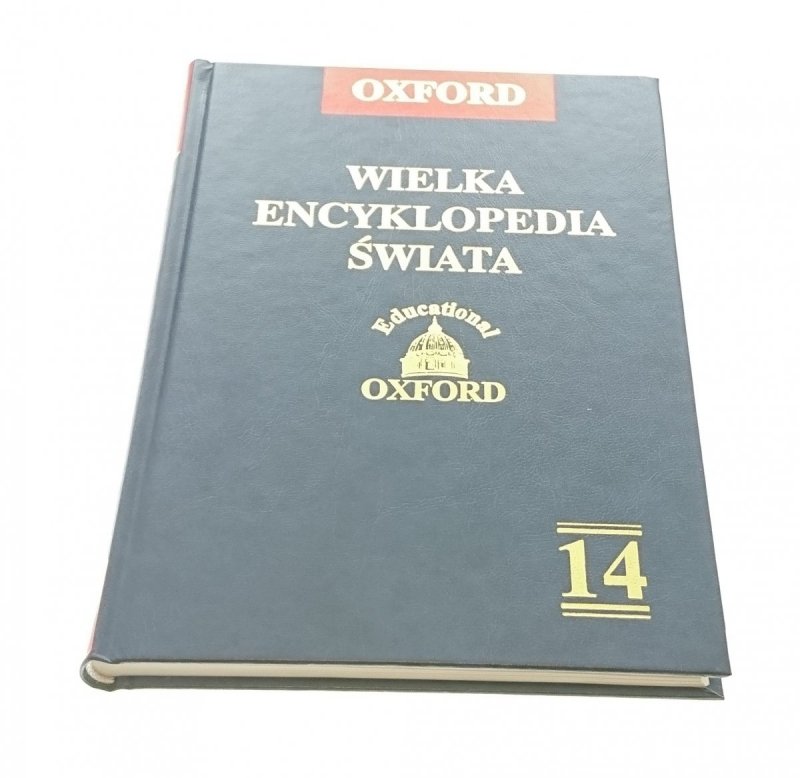 OXFORD
WIELKA
ENCYKLOPEDIA
ŚWIATA
Educational
OXFORD
14